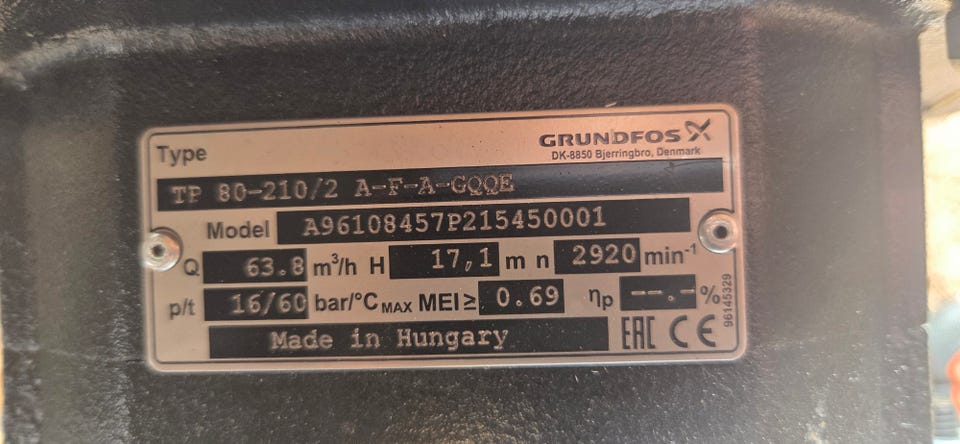 GRUNDFOS
DK-8850 Bjerringbro, Denmark
Type
TP 80-210/2 A-F-A-GQQE
Model A96108457P215450001
Q 63.8 m³/h H 17,1 m n 2920 min⁻¹
p/t 16/60 bar/°C MAX MEI ≥ 0.69 ηp --.-%
Made in Hungary EAC CE
96145329